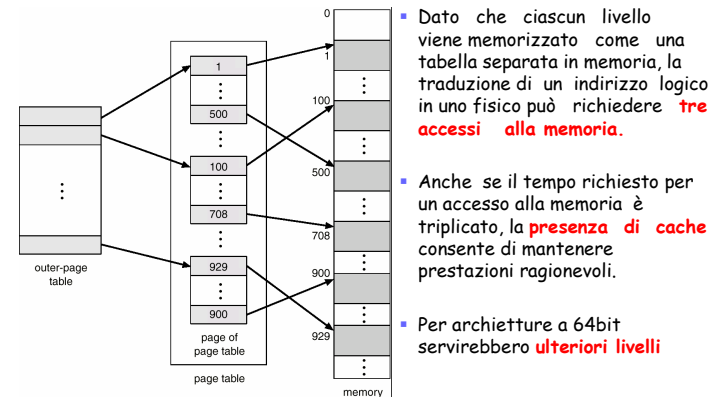 0
1
100
500
708
900
929
memory
1
500
100
708
929
900
page of
page table
page table
outer-page
table
Dato che ciascun livello
viene memorizzato come una
tabella separata in memoria, la
traduzione di un indirizzo logico
in uno fisico può richiedere tre
accessi alla memoria.
Anche se il tempo richiesto per
un accesso alla memoria è
triplicato, la presenza di cache
consente di mantenere
prestazioni ragionevoli.
Per archietture a 64bit
servirebbero ulteriori livelli